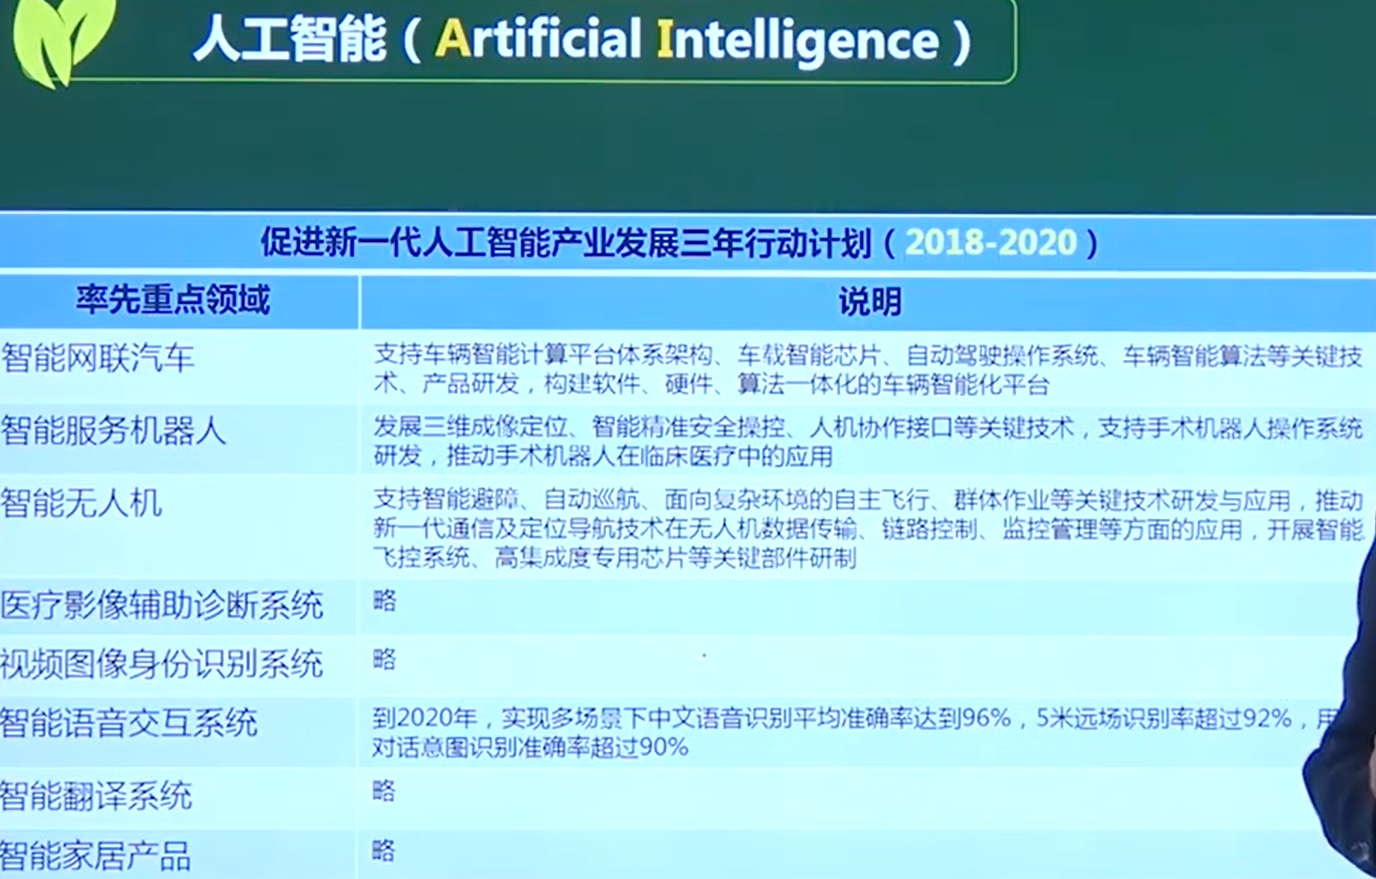 人工智能（Artificial Intelligence）
促进新一代人工智能产业发展三年行动计划（2018-2020）
率先重点领域
说明
智能网联汽车
支持车辆智能计算平台体系架构、车载智能芯片、自动驾驶操作系统、车辆智能算法等关键技
术、产品研发，构建软件、硬件、算法一体化的车辆智能化平台
智能服务机器人
发展三维成像定位、智能精准安全操控、人机协作接口等关键技术，支持手术机器人操作系统
研发，推动手术机器人在临床医疗中的应用
智能无人机
支持智能避障、自动巡航、面向复杂环境的自主飞行、群体作业等关键技术研发与应用，推动
新一代通信及定位导航技术在无人机数据传输、链路控制、监控管理等方面的应用，开展智能
飞控系统、高集成度专用芯片等关键部件研制
医疗影像辅助诊断系统
略
视频图像身份识别系统
略
智能语音交互系统
到2020年，实现多场景下中文语音识别平均准确率达到96%，5米远场识别率超过92%，用
对话意图识别准确率超过90%
智能翻译系统
略
智能家居产品
略